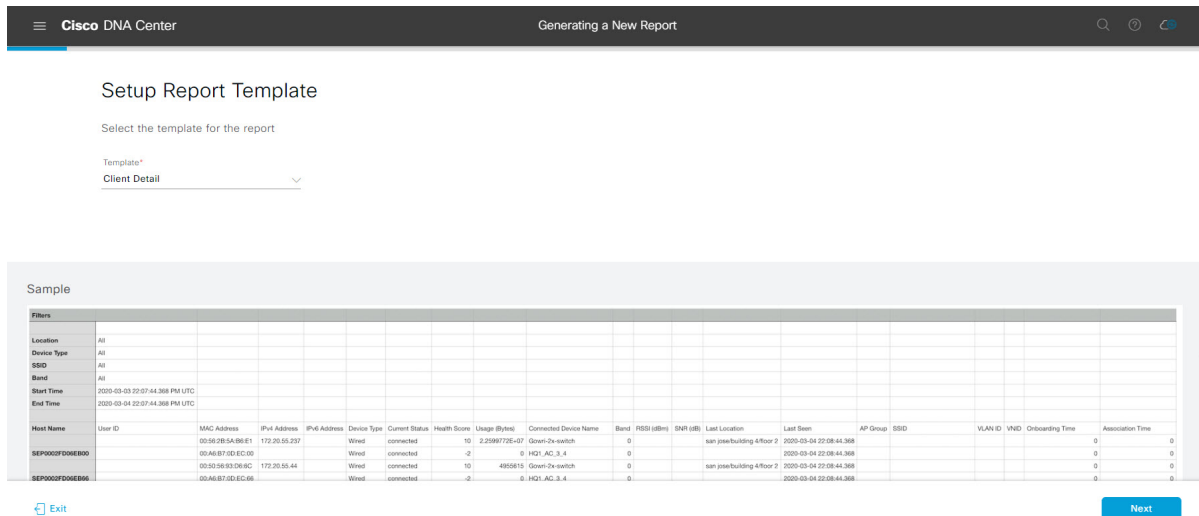 Cisco DNA Center
Generating a New Report
Setup Report Template
Select the template for the report
Template*
Client Detail
Sample
Filters
Location All
Device Type All
SSID All
Band All
Start Time 2020-03-03 22:07:44.368 PM UTC
End Time 2020-03-04 22:07:44.368 PM UTC
Host Name User ID MAC Address IPv4 Address IPv6 Address Device Type Current Status Health Score Usage (Bytes) Connected Device Name Band RSSI (dBm) SNR (dB) Last Location Last Seen AP Group SSID VLAN ID VNID Onboarding Time Association Time
00:56:2B:5A:B6:E1 172.20.55.237 Wired connected 10 2.2599772E+07 Gowri-2x-switch 0 san jose/building 4/floor 2 2020-03-04 22:08:44.368 0 0
SEP0002FD06EB00 00:A6:B7:0D:EC:00 Wired connected -2 0 HQ1_AC_3_4 0 2020-03-04 22:08:44.368 0 0
00:50:56:93:D6:6C 172.20.55.44 Wired connected 10 4955615 Gowri-2x-switch 0 san jose/building 4/floor 2 2020-03-04 22:08:44.368 0 0
SEP0002FD06EB66 00:A6:B7:0D:EC:66 Wired connected -2 0 HQ1_AC_3_4 0 2020-03-04 22:08:44.368 0 0
Exit
Next